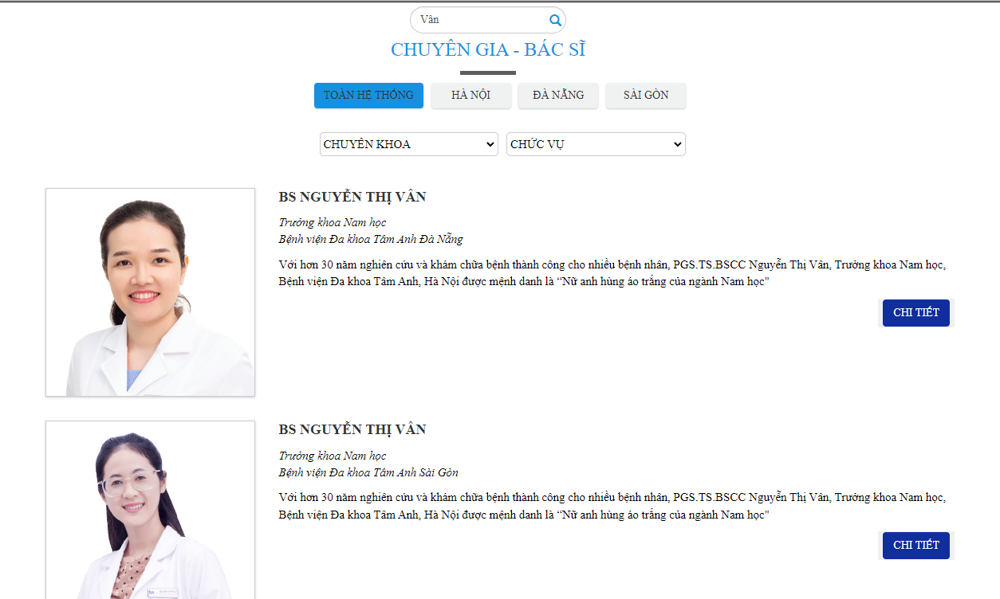 Vân
CHUYÊN GIA - BÁC SĨ
TOÀN HỆ THỐNG HÀ NỘI ĐÀ NẴNG SÀI GÒN
CHUYÊN KHOA CHỨC VỤ
BS NGUYỄN THỊ VÂN
Trưởng khoa Nam học
Bệnh viện Đa khoa Tâm Anh Đà Nẵng
Với hơn 30 năm nghiên cứu và khám chữa bệnh thành công cho nhiều bệnh nhân, PGS.TS.BSCC Nguyễn Thị Vân, Trưởng khoa Nam học,
Bệnh viện Đa khoa Tâm Anh, Hà Nội được mệnh danh là “Nữ anh hùng áo trắng của ngành Nam học"
CHI TIẾT
BS NGUYỄN THỊ VÂN
Trưởng khoa Nam học
Bệnh viện Đa khoa Tâm Anh Sài Gòn
Với hơn 30 năm nghiên cứu và khám chữa bệnh thành công cho nhiều bệnh nhân, PGS.TS.BSCC Nguyễn Thị Vân, Trưởng khoa Nam học,
Bệnh viện Đa khoa Tâm Anh, Hà Nội được mệnh danh là “Nữ anh hùng áo trắng của ngành Nam học"
CHI TIẾT